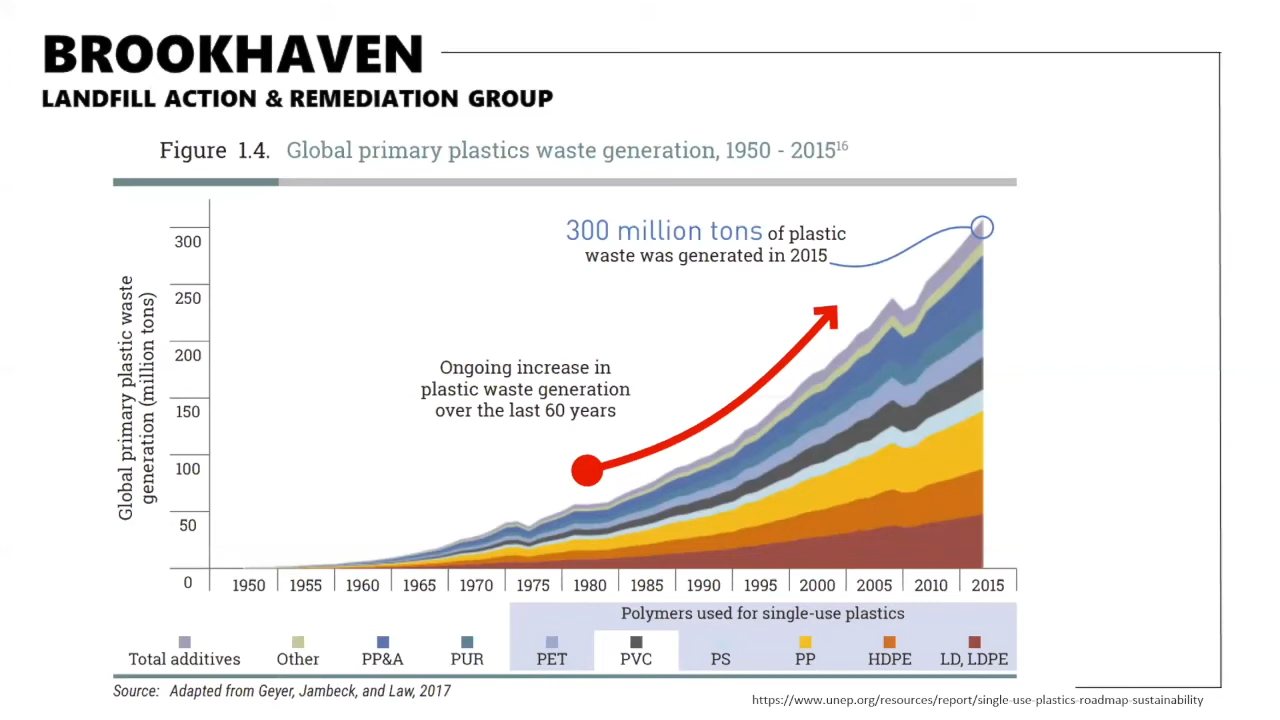 BROOKHAVEN
LANDFILL ACTION & REMEDIATION GROUP
Figure 1.4. Global primary plastics waste generation, 1950 - 2015¹⁶
300 million tons of plastic
waste was generated in 2015
Ongoing increase in
plastic waste generation
over the last 60 years
Global primary plastic waste
generation (million tons)
300
250
200
150
100
50
0
1950 1955 1960 1965 1970 1975 1980 1985 1990 1995 2000 2005 2010 2015
Polymers used for single-use plastics
Total additives Other PP&A PUR PET PVC PS PP HDPE LD, LDPE
Source: Adapted from Geyer, Jambeck, and Law, 2017
https://www.unep.org/resources/report/single-use-plastics-roadmap-sustainability